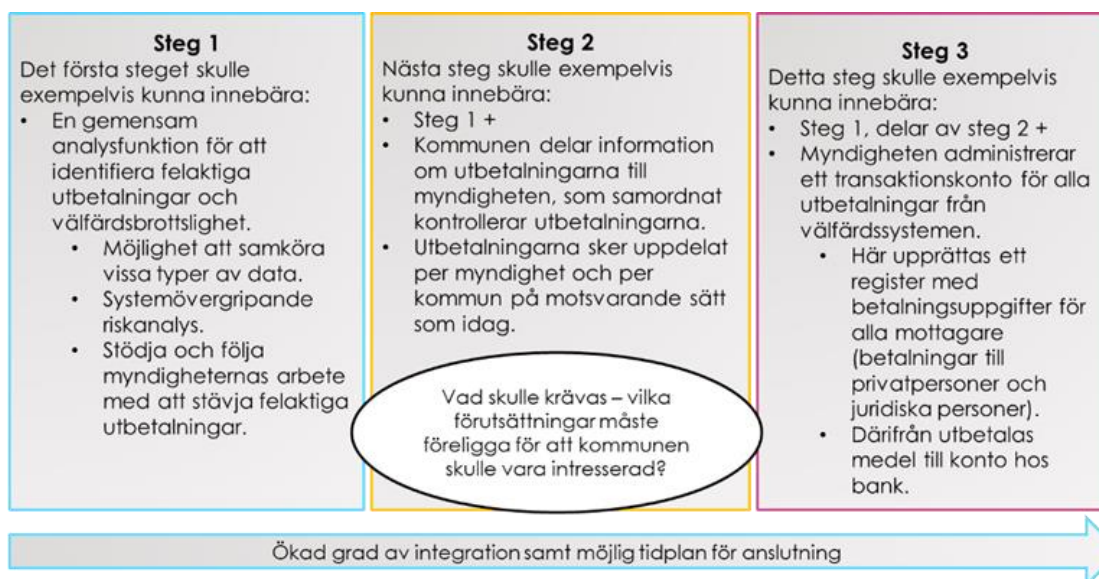 Steg 1
Det första steget skulle
exempelvis kunna innebära:
• En gemensam
analysfunktion för att
identifiera felaktiga
utbetalningar och
välfärdsbrottslighet.
• Möjlighet att samköra
vissa typer av data.
• Systemövergripande
riskanalys.
• Stödja och följa
myndigheternas arbete
med att stävja felaktiga
utbetalningar.
Steg 2
Nästa steg skulle exempelvis
kunna innebära:
• Steg 1 +
• Kommunen delar information
om utbetalningarna till
myndigheten, som samordnat
kontrollerar utbetalningarna.
• Utbetalningarna sker uppdelat
per myndighet och per
kommun på motsvarande sätt
som idag.
Vad skulle krävas – vilka
förutsättningar måste
föreligga för att kommunen
skulle vara intresserad?
Steg 3
Detta steg skulle exempelvis
kunna innebära:
• Steg 1, delar av steg 2 +
• Myndigheten administrerar
ett transaktionskonto för alla
utbetalningar från
välfärdssystemen.
• Här upprättas ett
register med
betalningsuppgifter för
alla mottagare
(betalningar till
privatpersoner och
juridiska personer).
• Därifrån utbetalas
medel till konto hos
bank.
Ökad grad av integration samt möjlig tidplan för anslutning